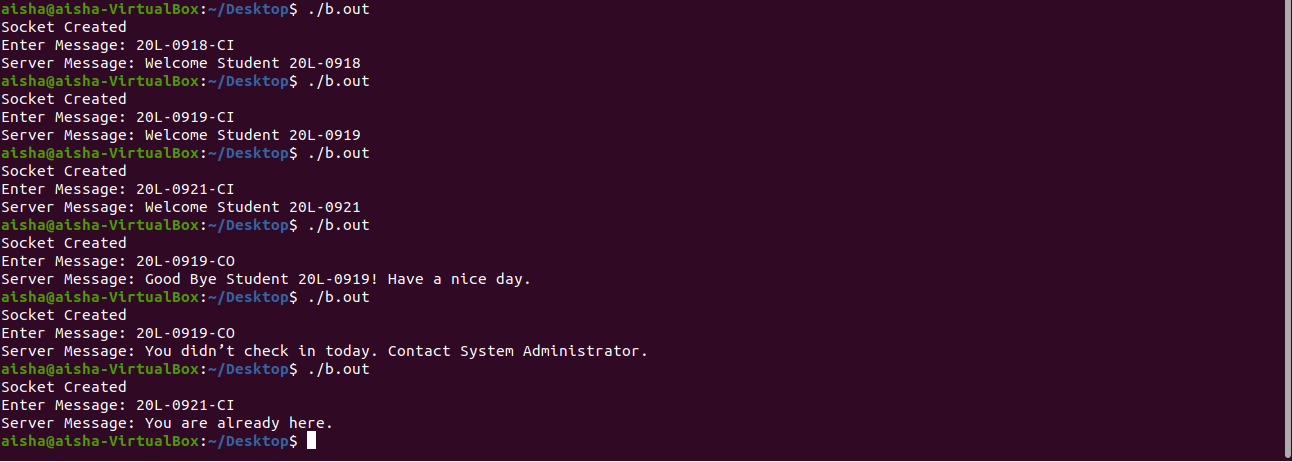 aisha@aisha-VirtualBox:~/Desktop$ ./b.out
Socket Created
Enter Message: 20L-0918-CI
Server Message: Welcome Student 20L-0918
aisha@aisha-VirtualBox:~/Desktop$ ./b.out
Socket Created
Enter Message: 20L-0919-CI
Server Message: Welcome Student 20L-0919
aisha@aisha-VirtualBox:~/Desktop$ ./b.out
Socket Created
Enter Message: 20L-0921-CI
Server Message: Welcome Student 20L-0921
aisha@aisha-VirtualBox:~/Desktop$ ./b.out
Socket Created
Enter Message: 20L-0919-CO
Server Message: Good Bye Student 20L-0919! Have a nice day.
aisha@aisha-VirtualBox:~/Desktop$ ./b.out
Socket Created
Enter Message: 20L-0919-CO
Server Message: You didn’t check in today. Contact System Administrator.
aisha@aisha-VirtualBox:~/Desktop$ ./b.out
Socket Created
Enter Message: 20L-0921-CI
Server Message: You are already here.
aisha@aisha-VirtualBox:~/Desktop$